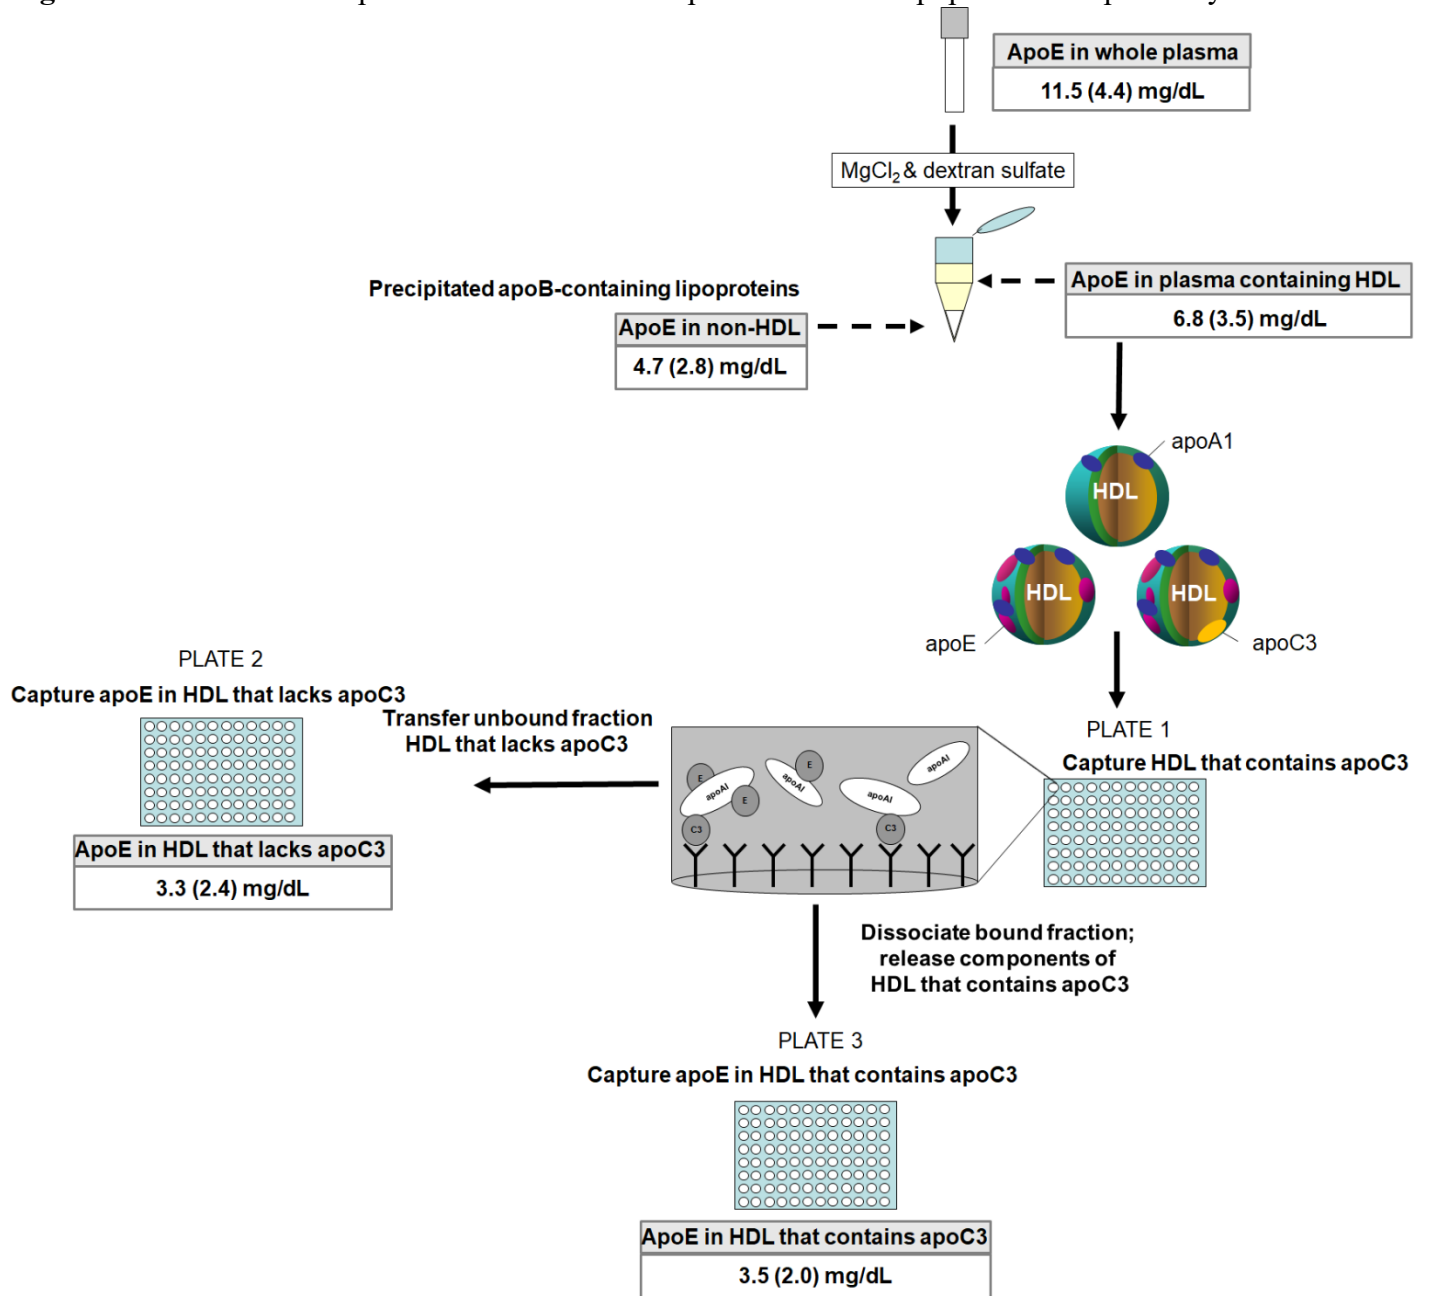 ApoE in whole plasma
11.5 (4.4) mg/dL
MgCl₂ & dextran sulfate
Precipitated apoB-containing lipoproteins
ApoE in non-HDL
4.7 (2.8) mg/dL
ApoE in plasma containing HDL
6.8 (3.5) mg/dL
apoA1
HDL
HDL
HDL
apoE
apoC3
PLATE 2
Capture apoE in HDL that lacks apoC3
Transfer unbound fraction
HDL that lacks apoC3
PLATE 1
Capture HDL that contains apoC3
E
apoAI
E
C3
E
apoAI
apoAI
C3
apoAI
ApoE in HDL that lacks apoC3
3.3 (2.4) mg/dL
Dissociate bound fraction;
release components of
HDL that contains apoC3
PLATE 3
Capture apoE in HDL that contains apoC3
ApoE in HDL that contains apoC3
3.5 (2.0) mg/dL